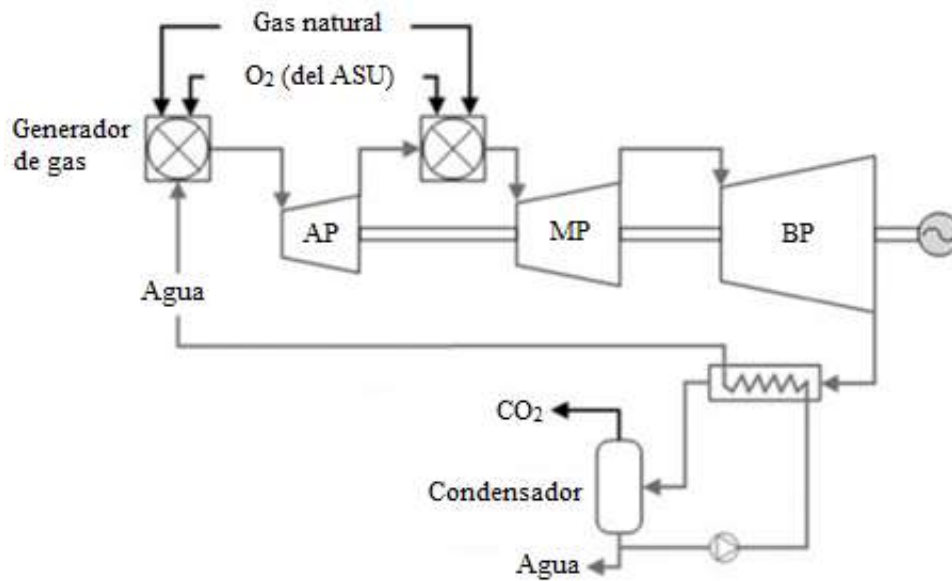 Gas natural
O₂ (del ASU)
Generador
de gas
AP
MP
BP
Agua
CO₂
Condensador
Agua